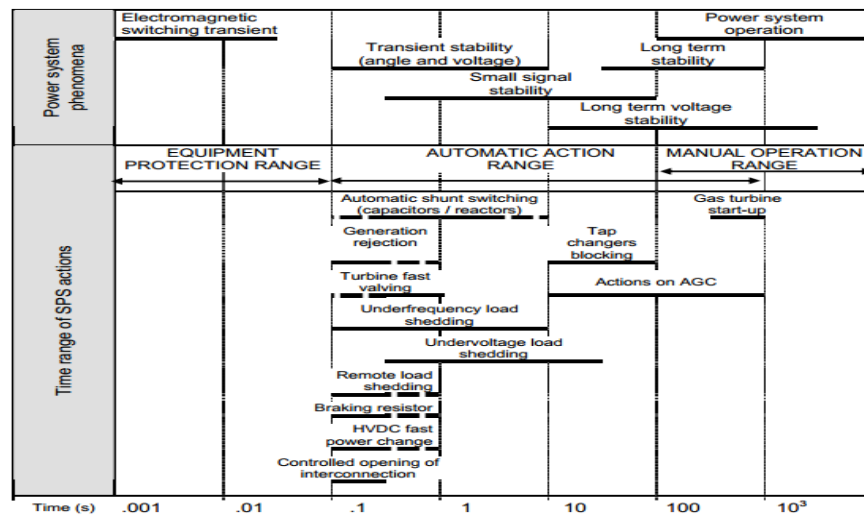 Electromagnetic
switching transient
Power system
operation
Transient stability
(angle and voltage)
Long term
stability
Small signal
stability
Long term voltage
stability
Power system
phenomena
EQUIPMENT
PROTECTION RANGE
AUTOMATIC ACTION
RANGE
MANUAL OPERATION
RANGE
Automatic shunt switching
(capacitors / reactors)
Gas turbine
start-up
Generation
rejection
Tap
changers
blocking
Turbine fast
valving
Actions on AGC
Underfrequency load
shedding
Undervoltage load
shedding
Remote load
shedding
Braking resistor
HVDC fast
power change
Controlled opening of
interconnection
Time range of SPS actions
Time (s) .001 .01 .1 1 10 100 10³